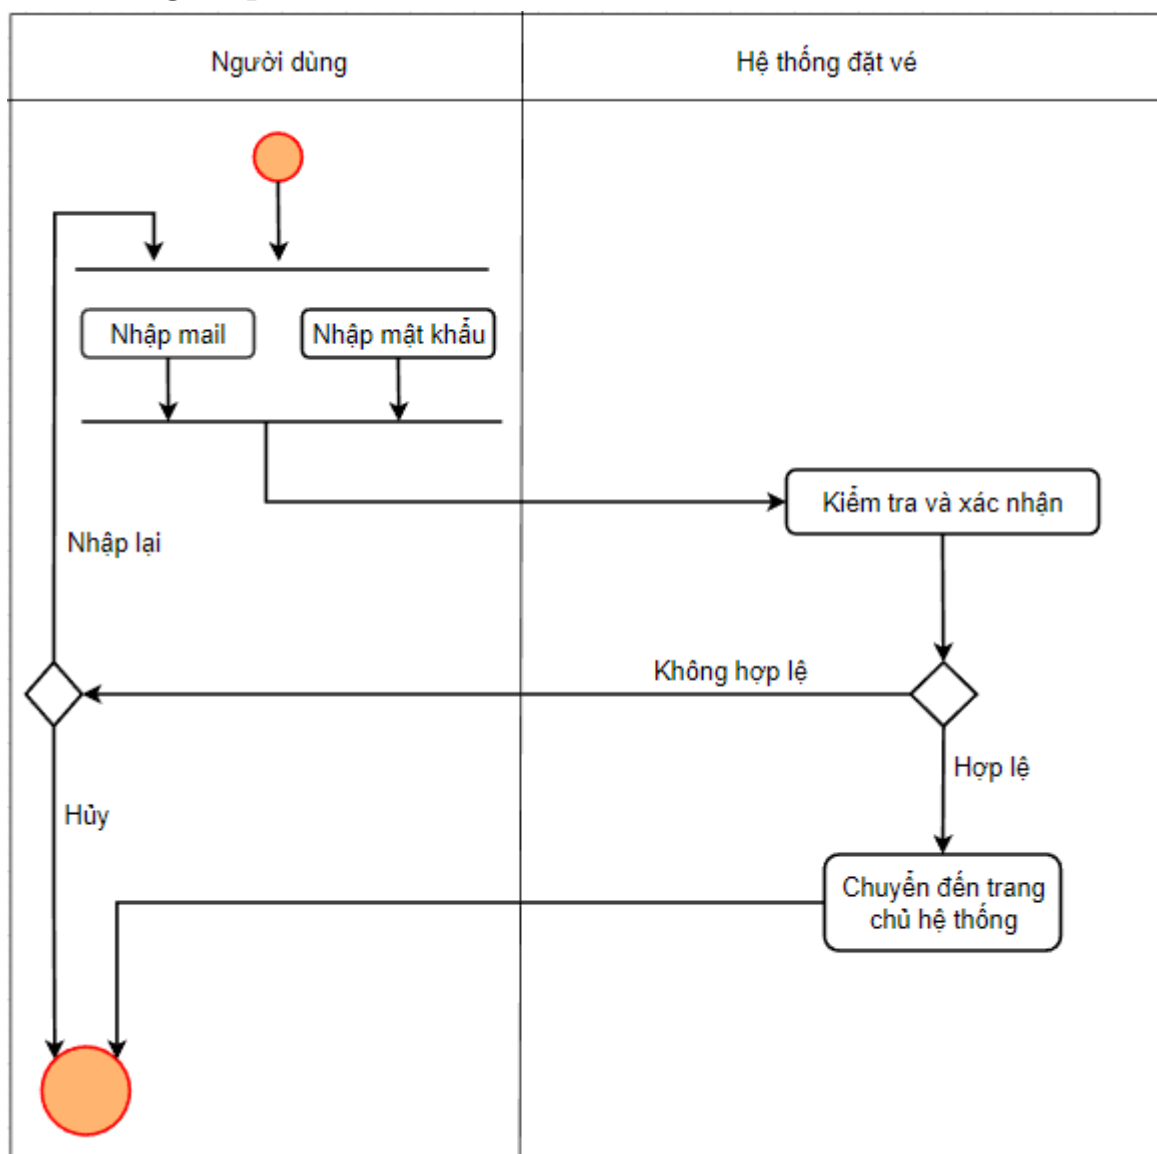 Người dùng
Hệ thống đặt vé
Nhập mail
Nhập mật khẩu
Kiểm tra và xác nhận
Nhập lại
Không hợp lệ
Hợp lệ
Hủy
Chuyển đến trang
chủ hệ thống